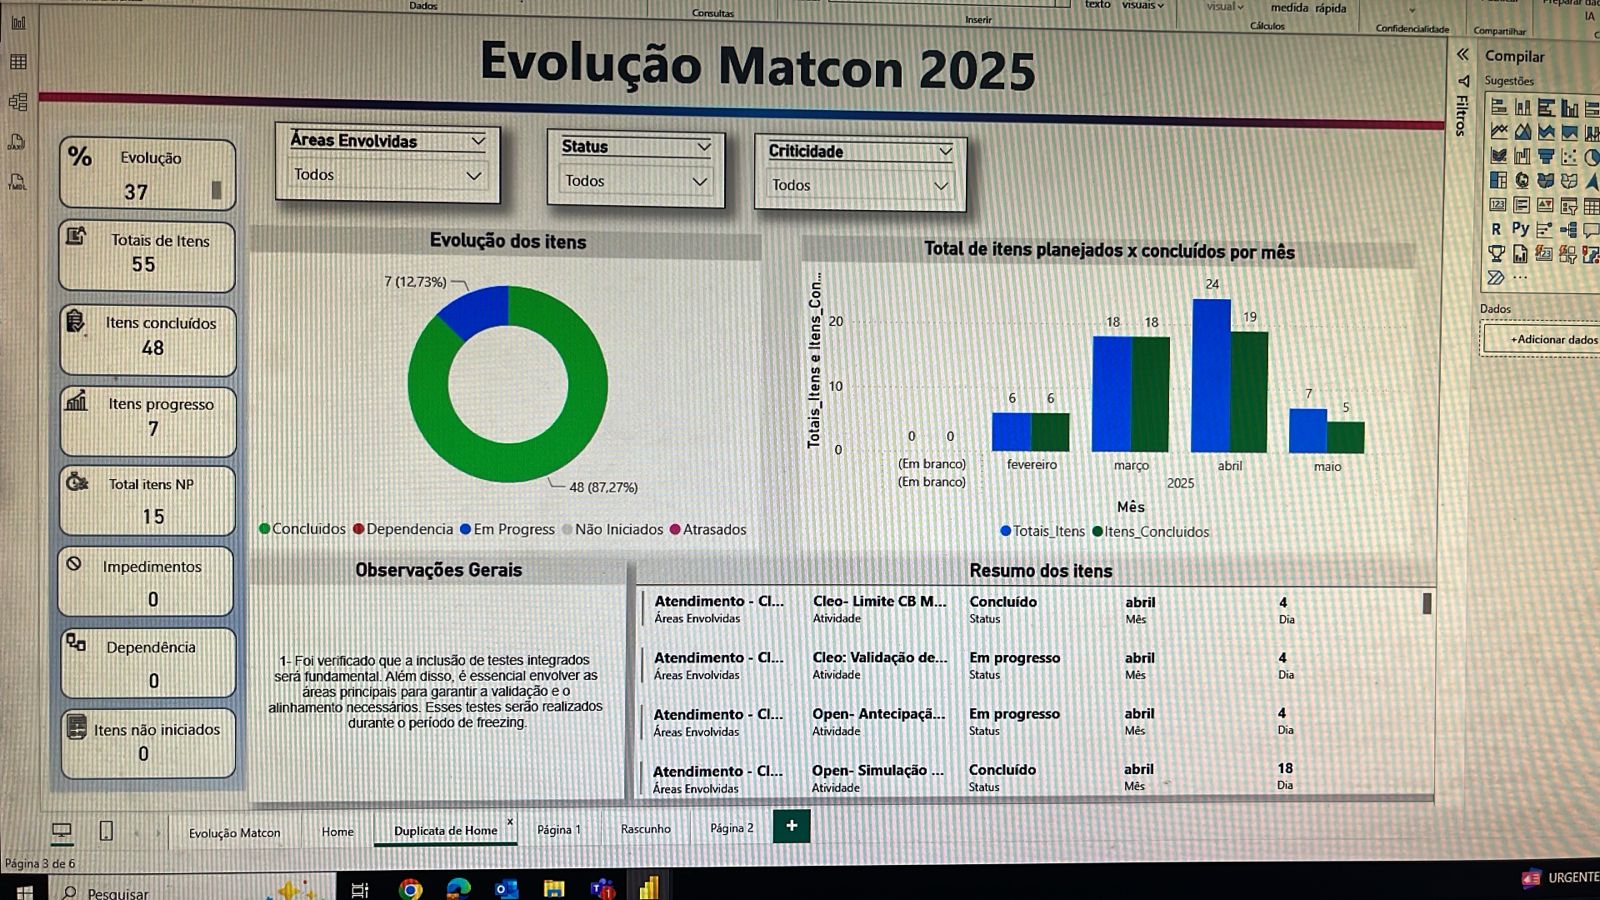 Dados
Consultas
Inserir
texto
visuais
visual
medida rápida
Cálculos
Confidencialidade
Compartilhar
IA
Evolução Matcon 2025
Compilar
Sugestões
Filtros
R Py
123
Dados
+Adicionar dados
Áreas Envolvidas
Todos
Status
Todos
Criticidade
Todos
% Evolução
37
Totais de Itens
55
Itens concluídos
48
Itens progresso
7
Total itens NP
15
Impedimentos
0
Dependência
0
Itens não iniciados
0
Evolução dos itens
7 (12,73%)
48 (87,27%)
Concluidos Dependencia Em Progress Não Iniciados Atrasados
Total de itens planejados x concluídos por mês
Totais_Itens e Itens_Con...
20
10
0
0 0
6 6
18 18
24 19
7 5
(Em branco) fevereiro março abril maio
(Em branco) 2025
Mês
Totais_Itens Itens_Concluidos
Observações Gerais
1- Foi verificado que a inclusão de testes integrados
será fundamental. Além disso, é essencial envolver as
áreas principais para garantir a validação e o
alinhamento necessários. Esses testes serão realizados
durante o período de freezing.
Resumo dos itens
Atendimento - Cl... Cleo- Limite CB M... Concluído abril 4
Áreas Envolvidas Atividade Status Mês Dia
Atendimento - Cl... Cleo: Validação de... Em progresso abril 4
Áreas Envolvidas Atividade Status Mês Dia
Atendimento - Cl... Open- Antecipaçã... Em progresso abril 4
Áreas Envolvidas Atividade Status Mês Dia
Atendimento - Cl... Open- Simulação ... Concluído abril 18
Áreas Envolvidas Atividade Status Mês Dia
Evolução Matcon Home Duplicata de Home x Página 1 Rascunho Página 2 +
Página 3 de 6
Pesquisar
URGENTE